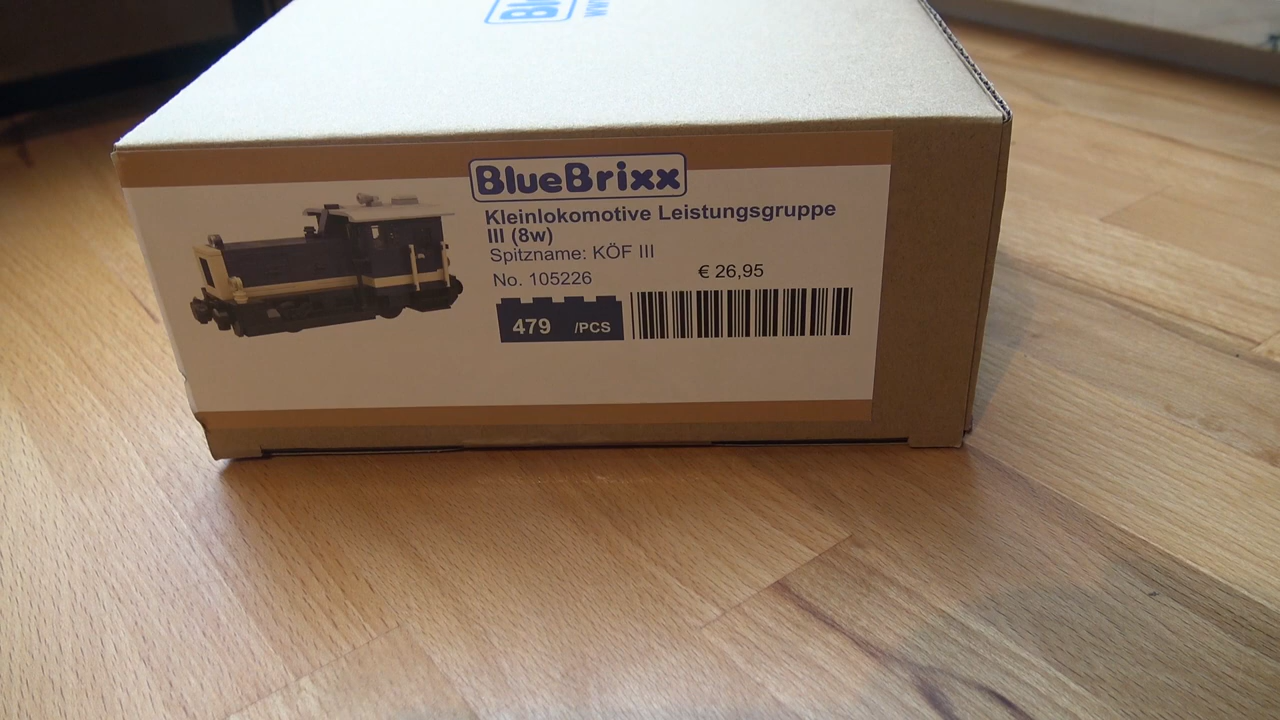 BlueBrixx
Kleinlokomotive Leistungsgruppe
III (8w)
Spitzname: KÖF III
No. 105226
€ 26,95
479 /PCS